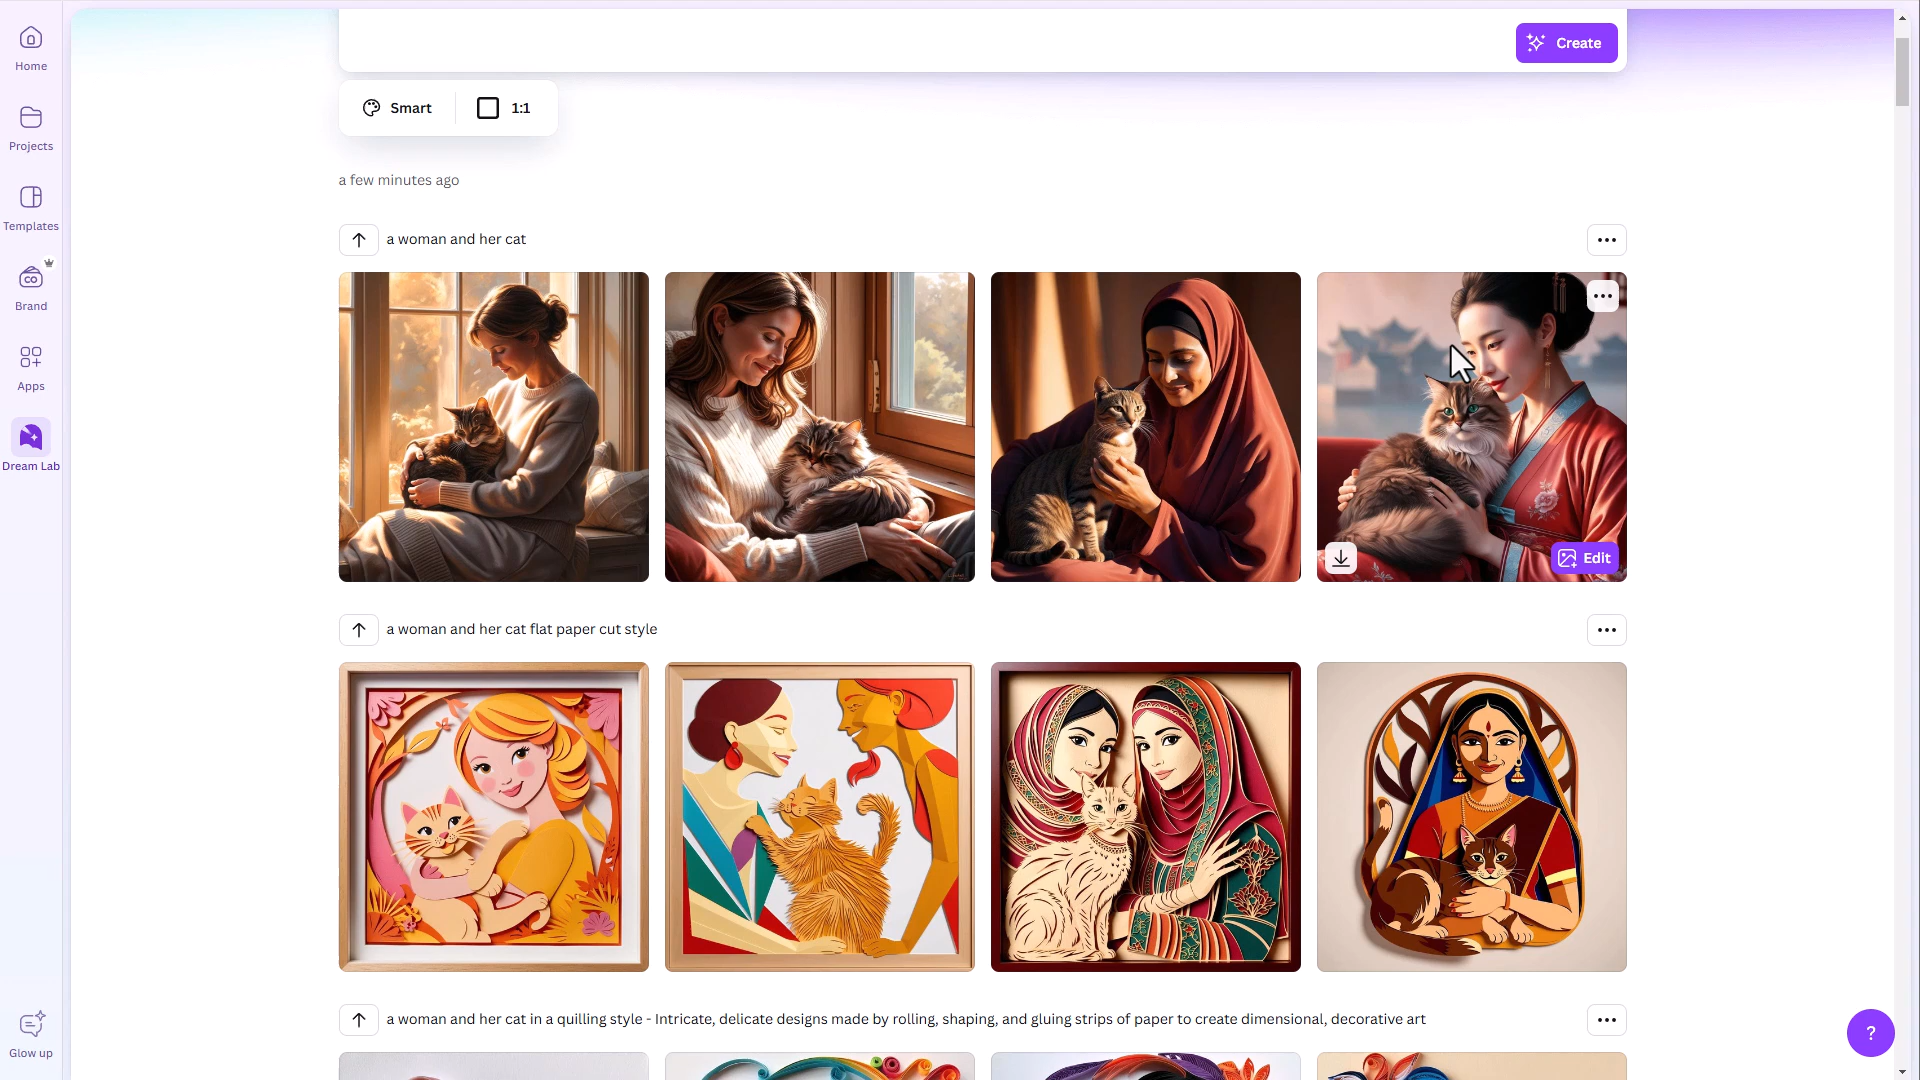 Home
Projects
Templates
Brand
CO
Apps
Dream Lab
Glow up
Create
Smart
1:1
a few minutes ago
a woman and her cat
Edit
a woman and her cat flat paper cut style
a woman and her cat in a quilling style - Intricate, delicate designs made by rolling, shaping, and gluing strips of paper to create dimensional, decorative art
?